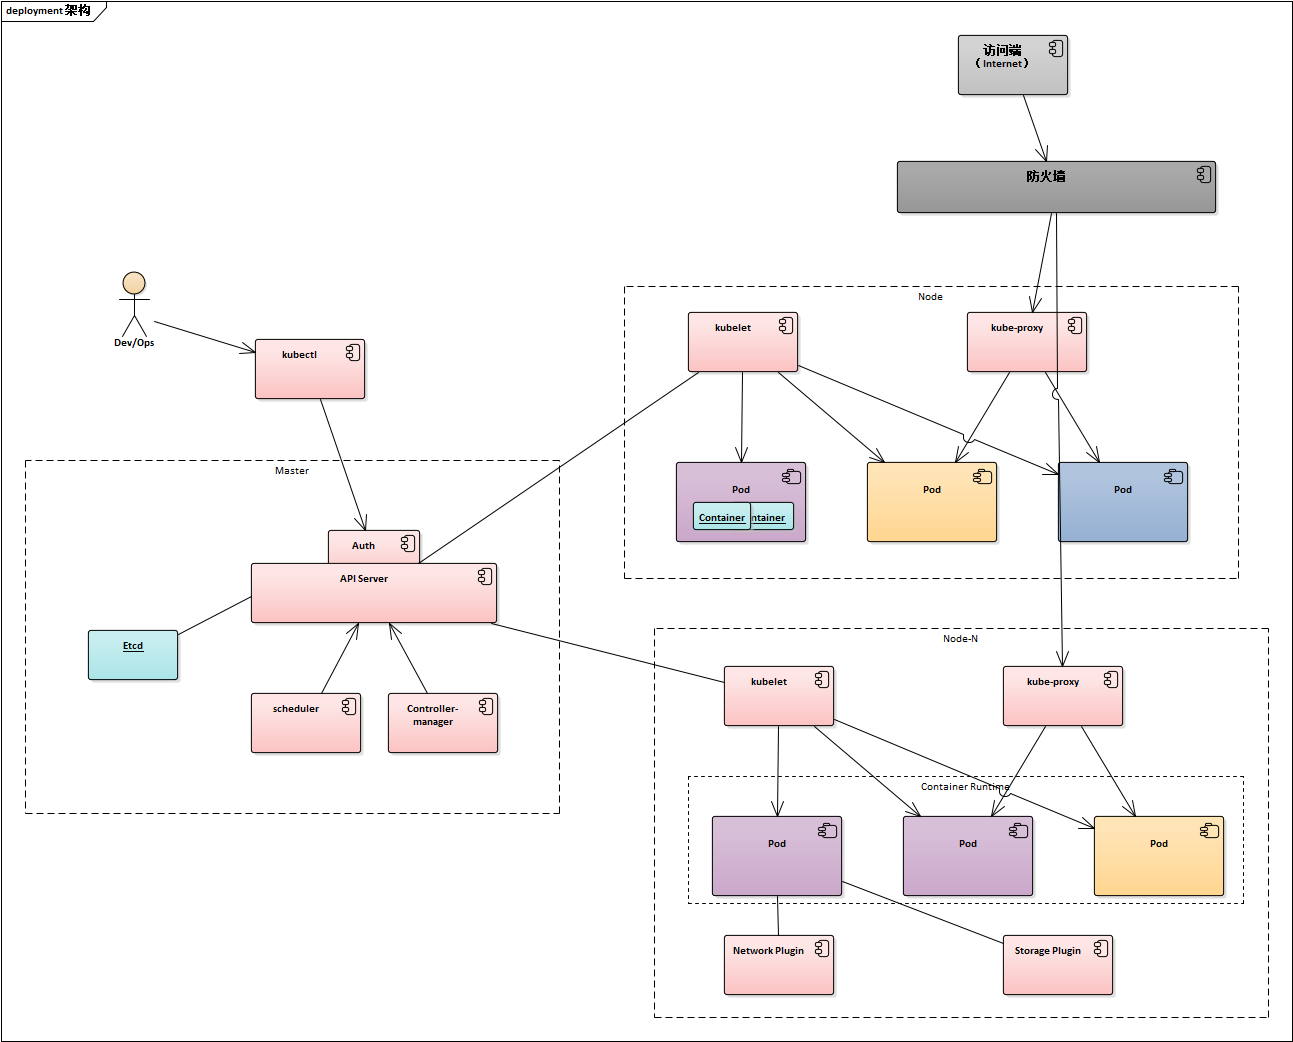 deployment 架构
访问端
（Internet）
防火墙
Dev/Ops
kubectl
Node
kubelet
kube-proxy
Pod
Container
ntainer
Pod
Pod
Master
Auth
API Server
Etcd
scheduler
Controller-
manager
Node-N
kubelet
kube-proxy
Container Runtime
Pod
Pod
Pod
Network Plugin
Storage Plugin